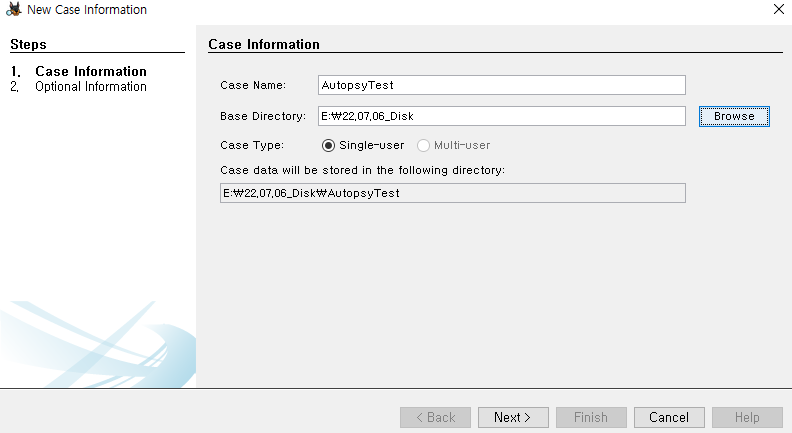 New Case Information
Steps
1. Case Information
2. Optional Information
Case Information
Case Name: AutopsyTest
Base Directory: E:₩22,07,06_Disk Browse
Case Type: Single-user Multi-user
Case data will be stored in the following directory:
E:₩22,07,06_Disk₩AutopsyTest
< Back Next > Finish Cancel Help